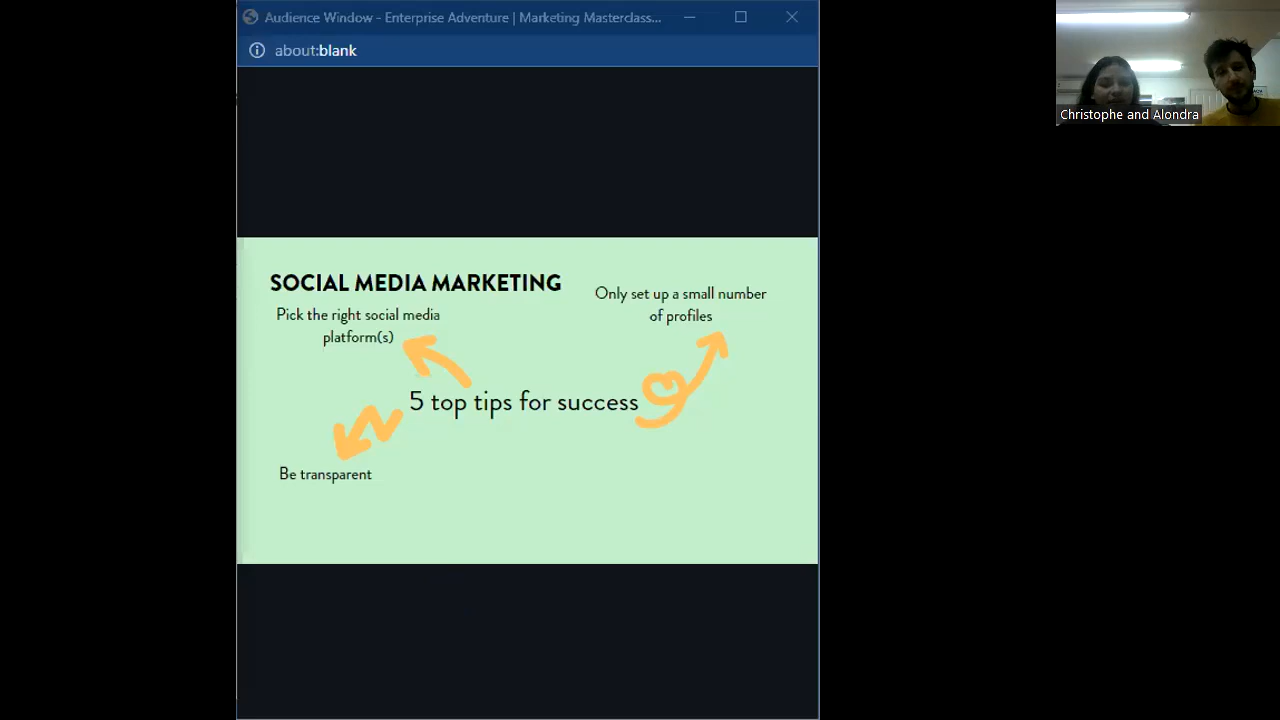 Audience Window - Enterprise Adventure | Marketing Masterclass...
about:blank
Christophe and Alondra
SOCIAL MEDIA MARKETING
Pick the right social media
platform(s)
Only set up a small number
of profiles
5 top tips for success
Be transparent